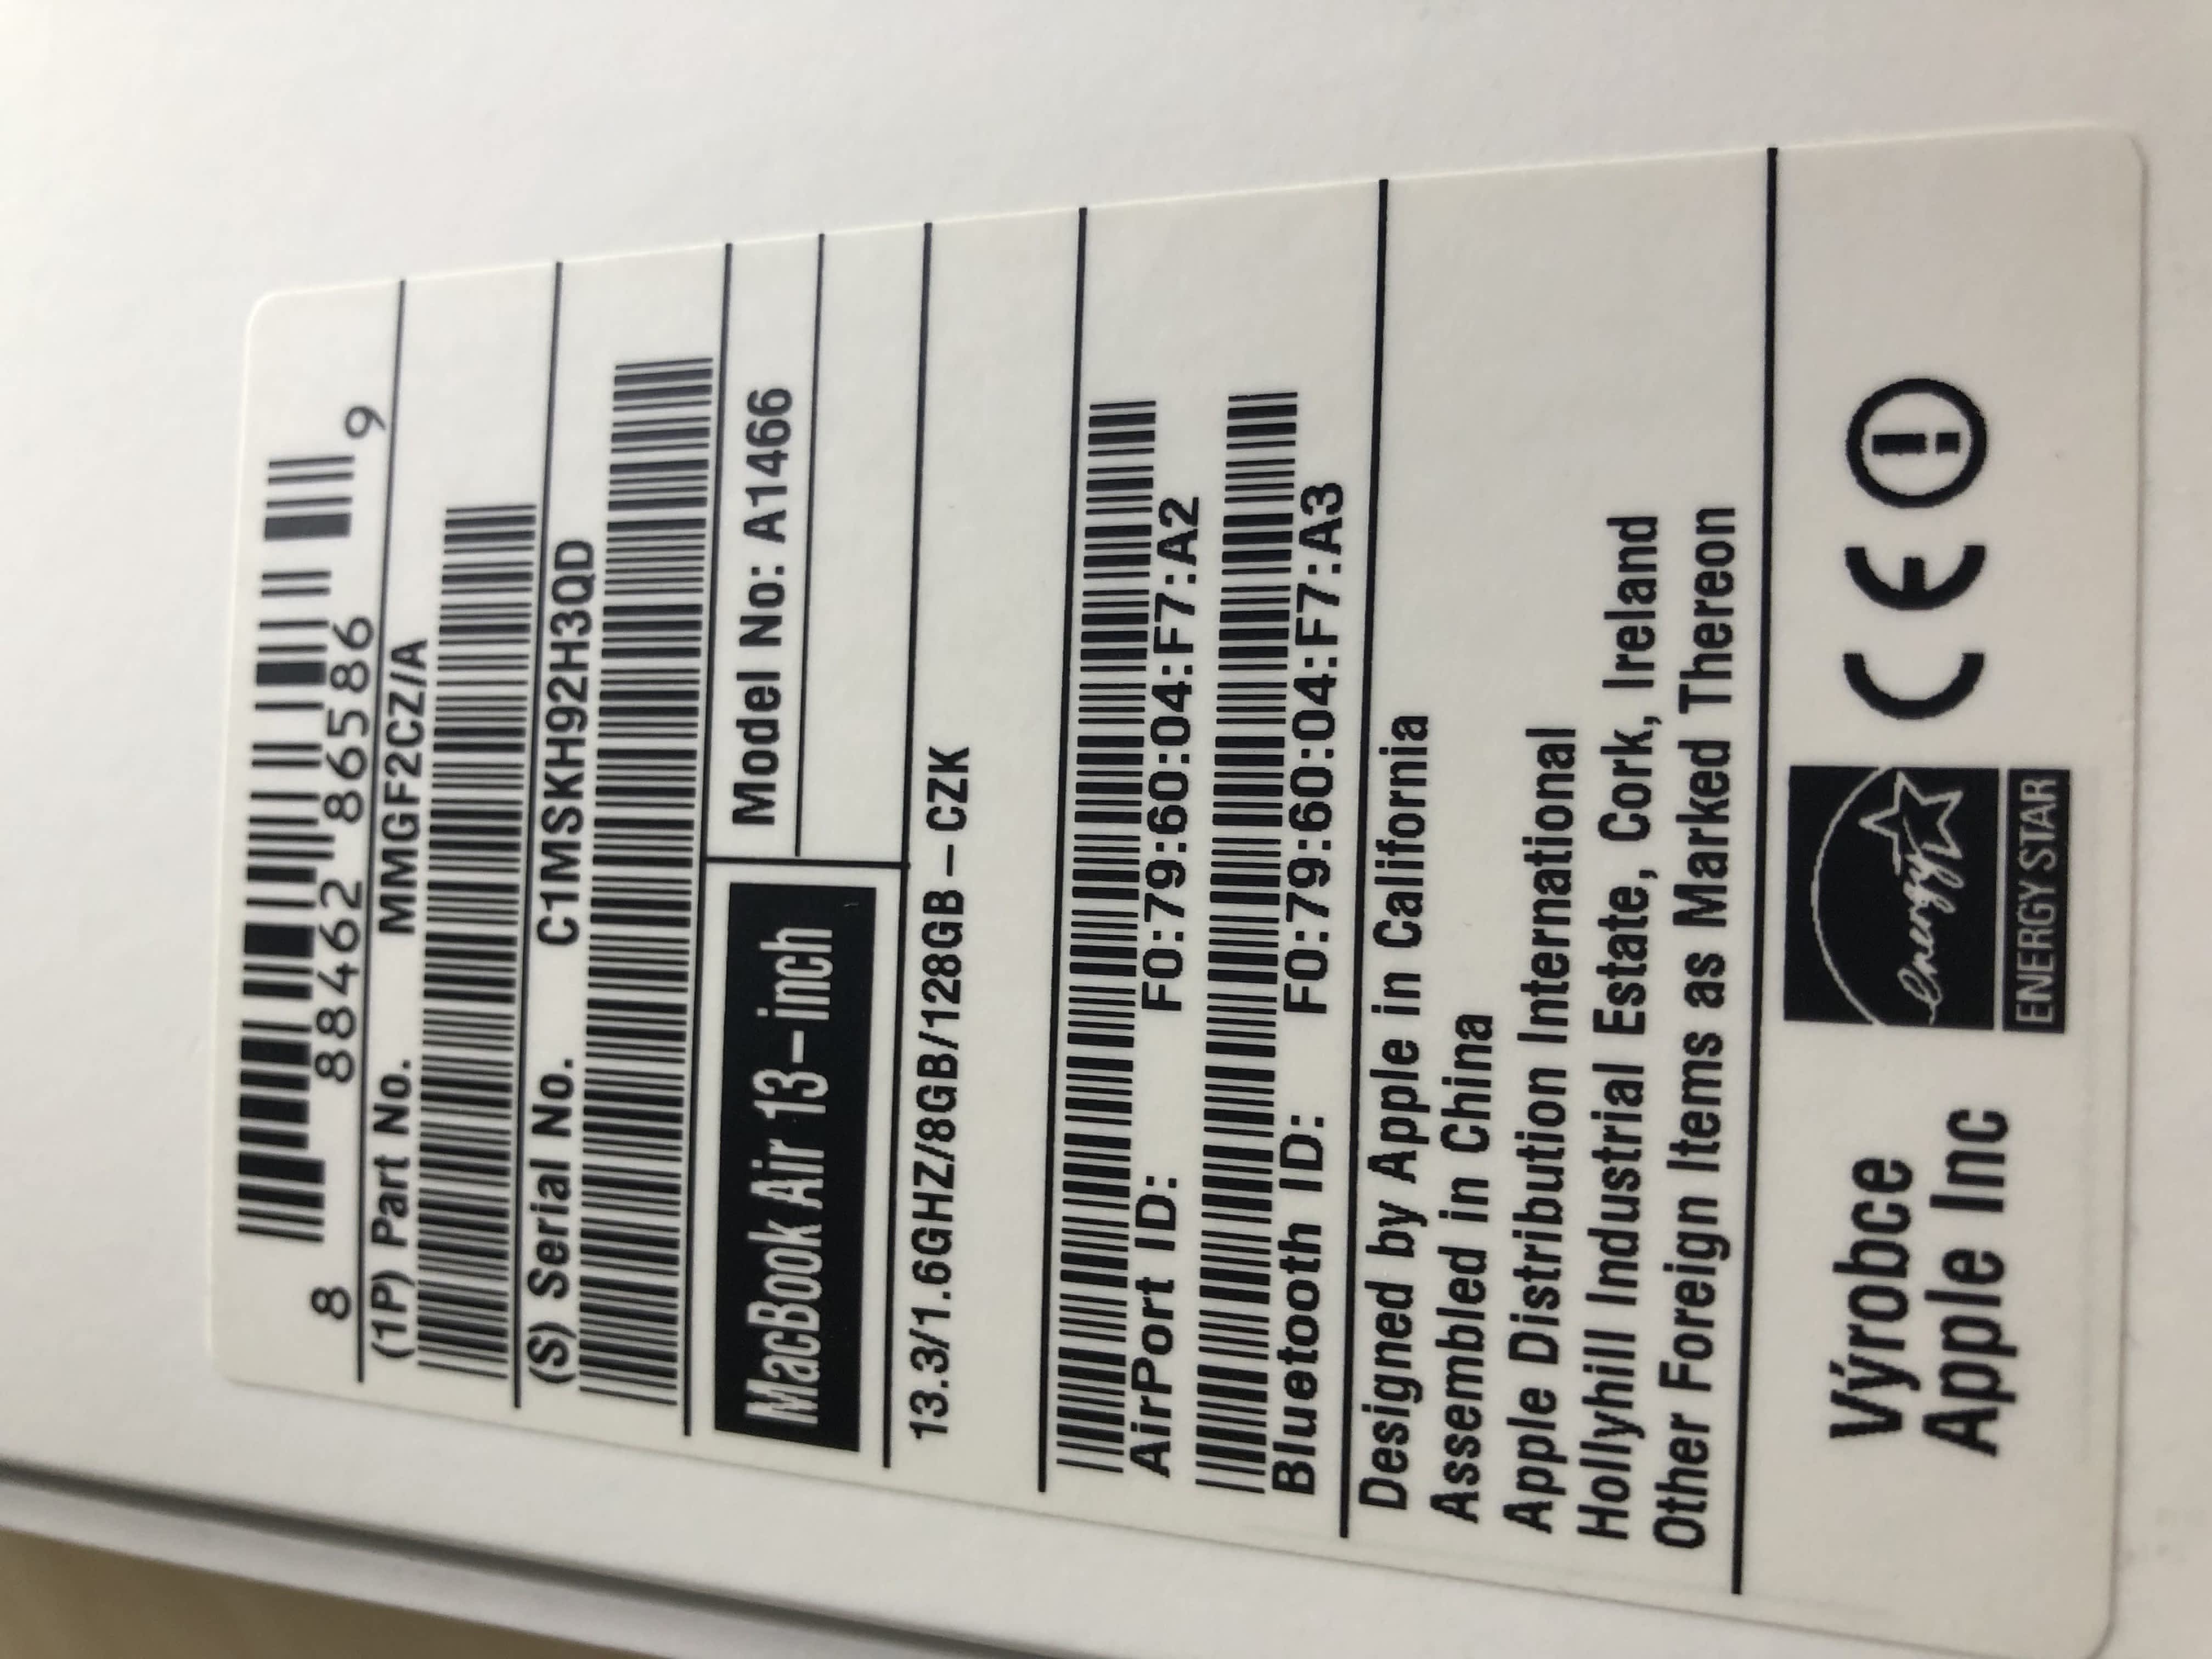 8 88462 86586 9
(1P) Part No. MMGF2CZ/A
(S) Serial No. C1MSKH92H3QD
MacBook Air 13-inch
Model No: A1466
13.3/1.6GHZ/8GB/128GB-CZK
AirPort ID: F0:79:60:04:F7:A2
Bluetooth ID: F0:79:60:04:F7:A3
Designed by Apple in California
Assembled in China
Apple Distribution International
Hollyhill Industrial Estate, Cork, Ireland
Other Foreign Items as Marked Thereon
Výrobce
Apple Inc
energy
ENERGY STAR
CE